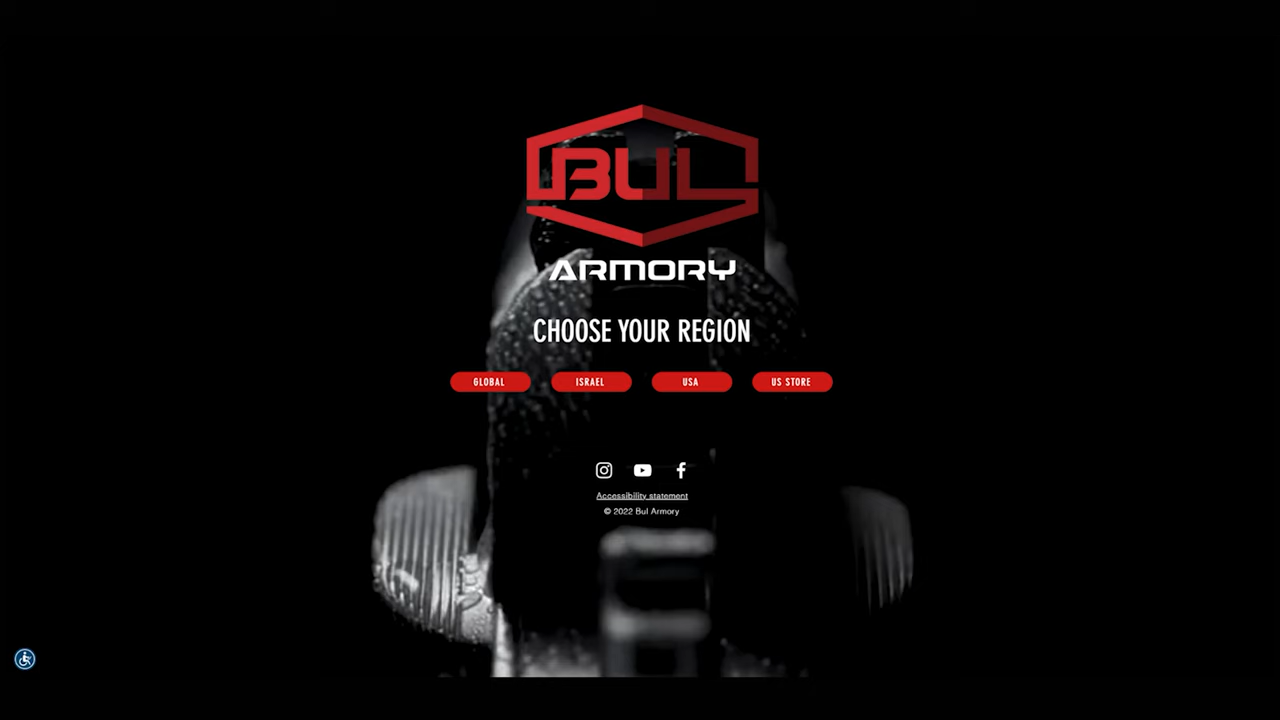 BUL
ARMORY
CHOOSE YOUR REGION
GLOBAL ISRAEL USA US STORE
Accessibility statement
© 2022 Bul Armory